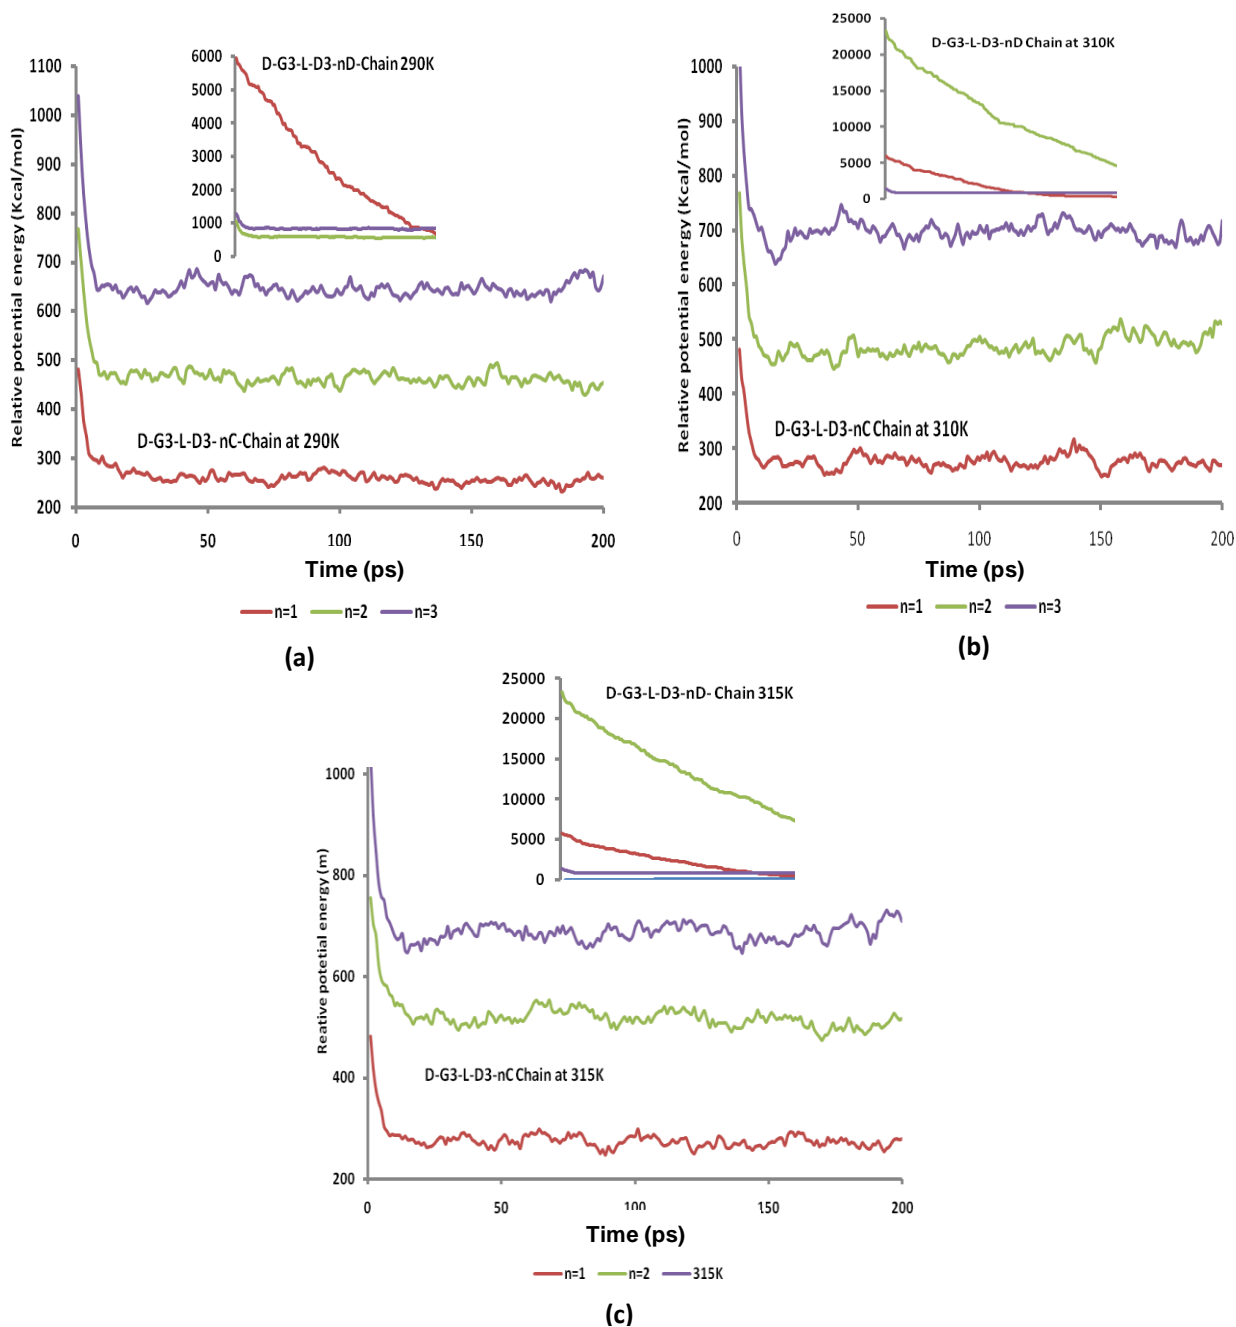 D-G3-L-D3-nD-Chain 290K
6000
5000
4000
3000
2000
1000
0
Relative potential energy (Kcal/mol)
1100
1000
900
800
700
600
500
400
300
200
D-G3-L-D3- nC-Chain at 290K
0 50 100 150 200
Time (ps)
n=1 n=2 n=3
(a)
D-G3-L-D3-nD Chain at 310K
25000
20000
15000
10000
5000
0
Relative potential energy (Kcal/mol)
1000
900
800
700
600
500
400
300
200
D-G3-L-D3-nC Chain at 310K
0 50 100 150 200
Time (ps)
n=1 n=2 n=3
(b)
D-G3-L-D3-nD- Chain 315K
25000
20000
15000
10000
5000
0
Reative potetial energy (m)
1000
800
600
400
200
D-G3-L-D3-nC Chain at 315K
0 50 100 150 200
Time (ps)
n=1 n=2 315K
(c)